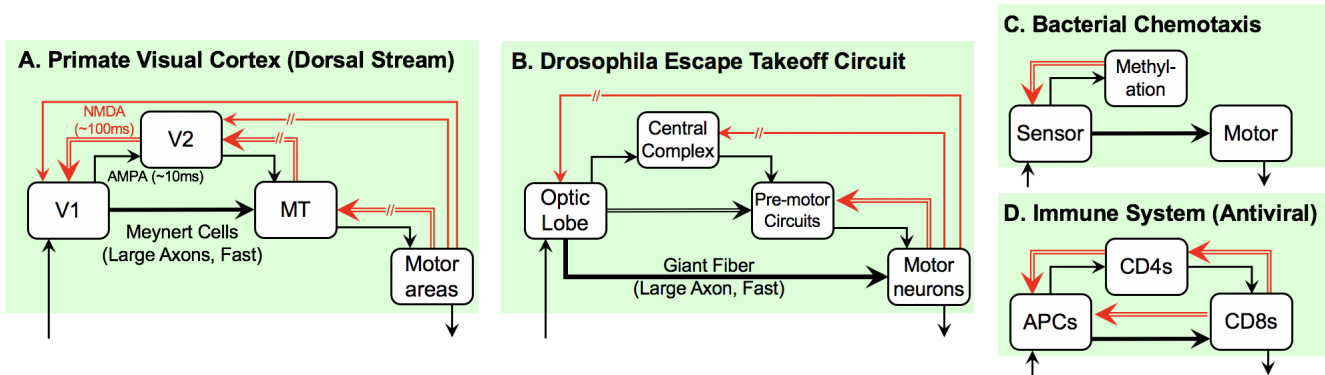 A. Primate Visual Cortex (Dorsal Stream)
NMDA
(~100ms)
V2
AMPA (~10ms)
V1
MT
Meynert Cells
(Large Axons, Fast)
Motor
areas
//
//
//
B. Drosophila Escape Takeoff Circuit
//
Central
Complex
//
Optic
Lobe
Pre-motor
Circuits
Giant Fiber
(Large Axon, Fast)
Motor
neurons
C. Bacterial Chemotaxis
Methyl-
ation
Sensor
Motor
D. Immune System (Antiviral)
CD4s
APCs
CD8s